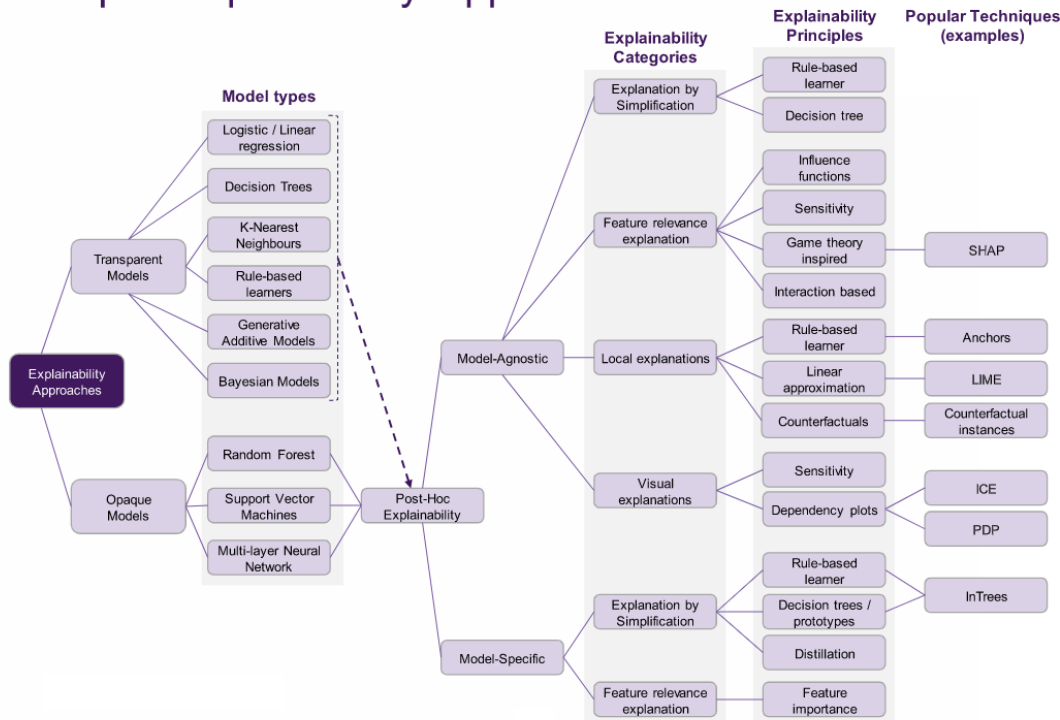 Explainability
Categories
Explainability
Principles
Popular Techniques
(examples)
Model types
Explainability
Approaches
Transparent
Models
Opaque
Models
Logistic / Linear
regression
Decision Trees
K-Nearest
Neighbours
Rule-based
learners
Generative
Additive Models
Bayesian Models
Random Forest
Support Vector
Machines
Multi-layer Neural
Network
Post-Hoc
Explainability
Model-Agnostic
Model-Specific
Explanation by
Simplification
Feature relevance
explanation
Local explanations
Visual
explanations
Explanation by
Simplification
Feature relevance
explanation
Rule-based
learner
Decision tree
Influence
functions
Sensitivity
Game theory
inspired
Interaction based
Rule-based
learner
Linear
approximation
Counterfactuals
Sensitivity
Dependency plots
Rule-based
learner
Decision trees /
prototypes
Distillation
Feature
importance
SHAP
Anchors
LIME
Counterfactual
instances
ICE
PDP
InTrees